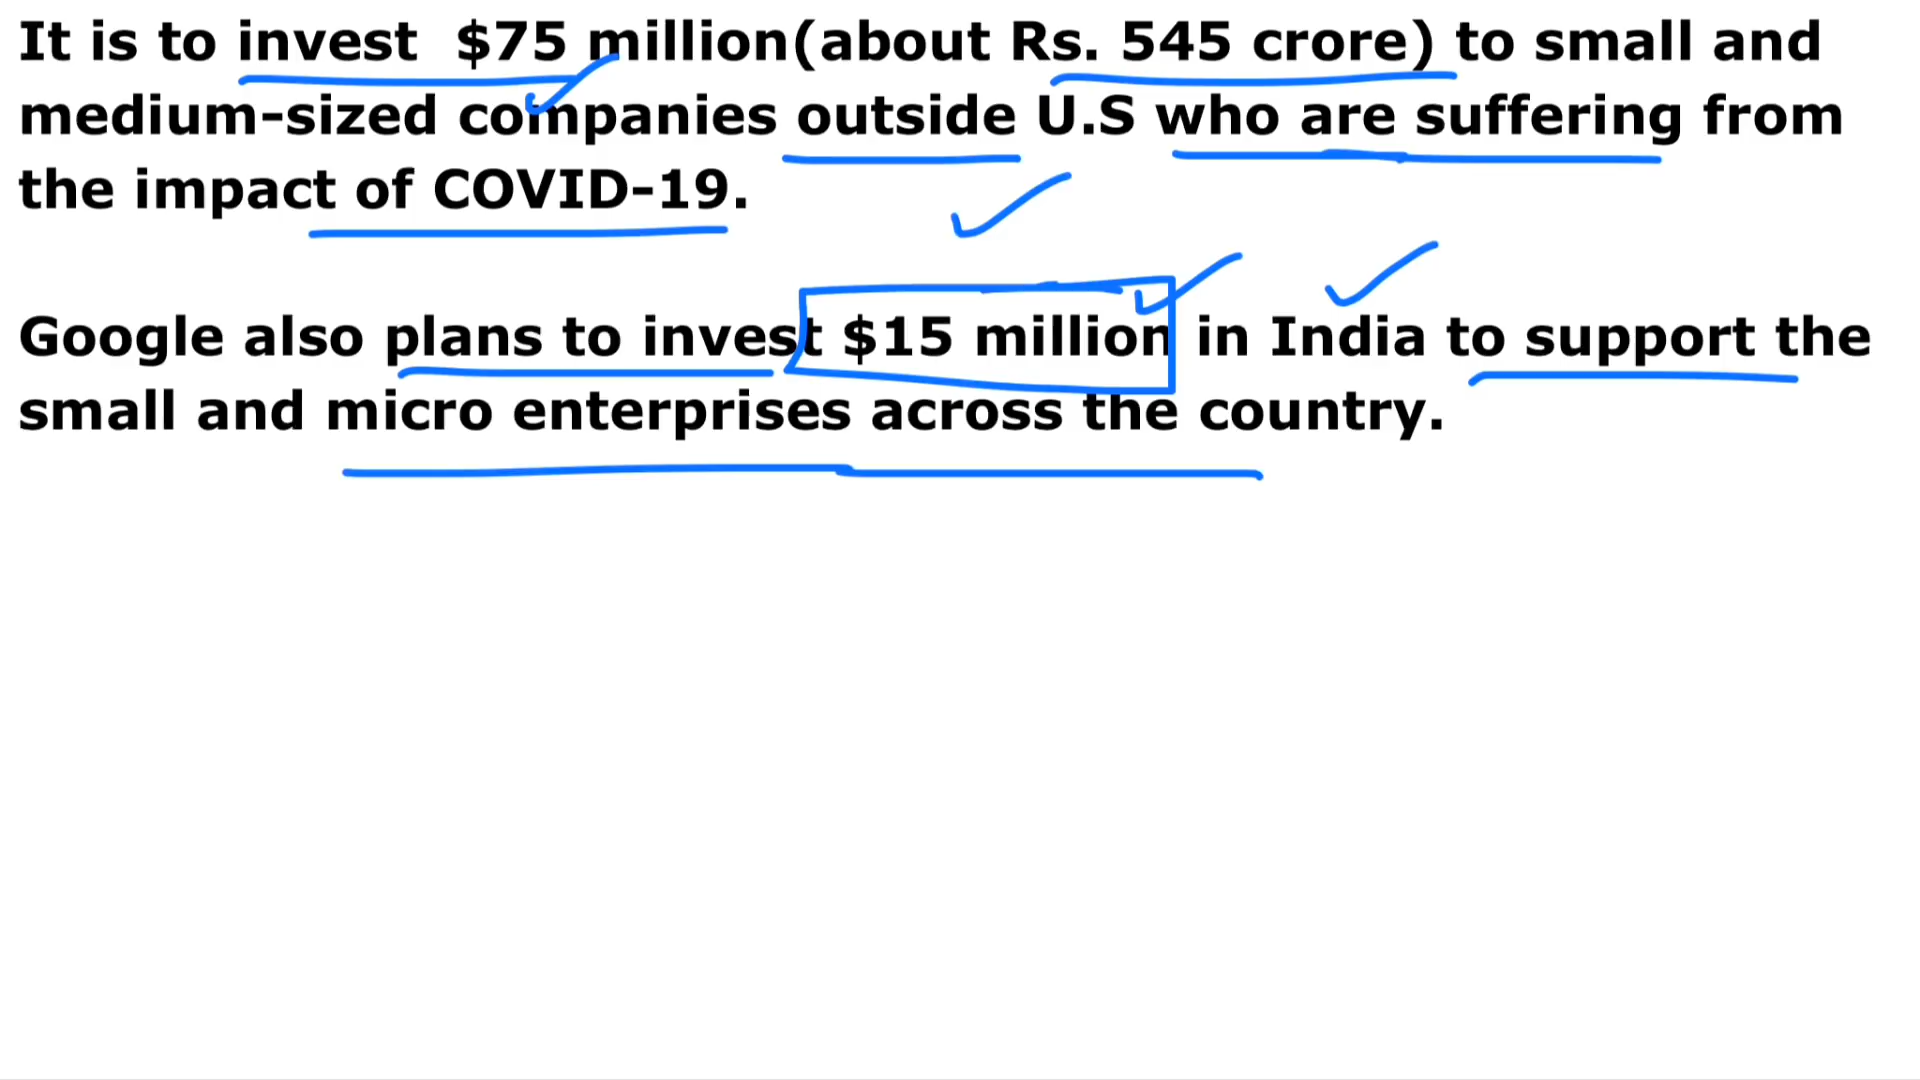 It is to invest  $75 million(about Rs. 545 crore) to small and
medium-sized companies outside U.S who are suffering from
the impact of COVID-19.
Google also plans to invest $15 million in India to support the
small and micro enterprises across the country.